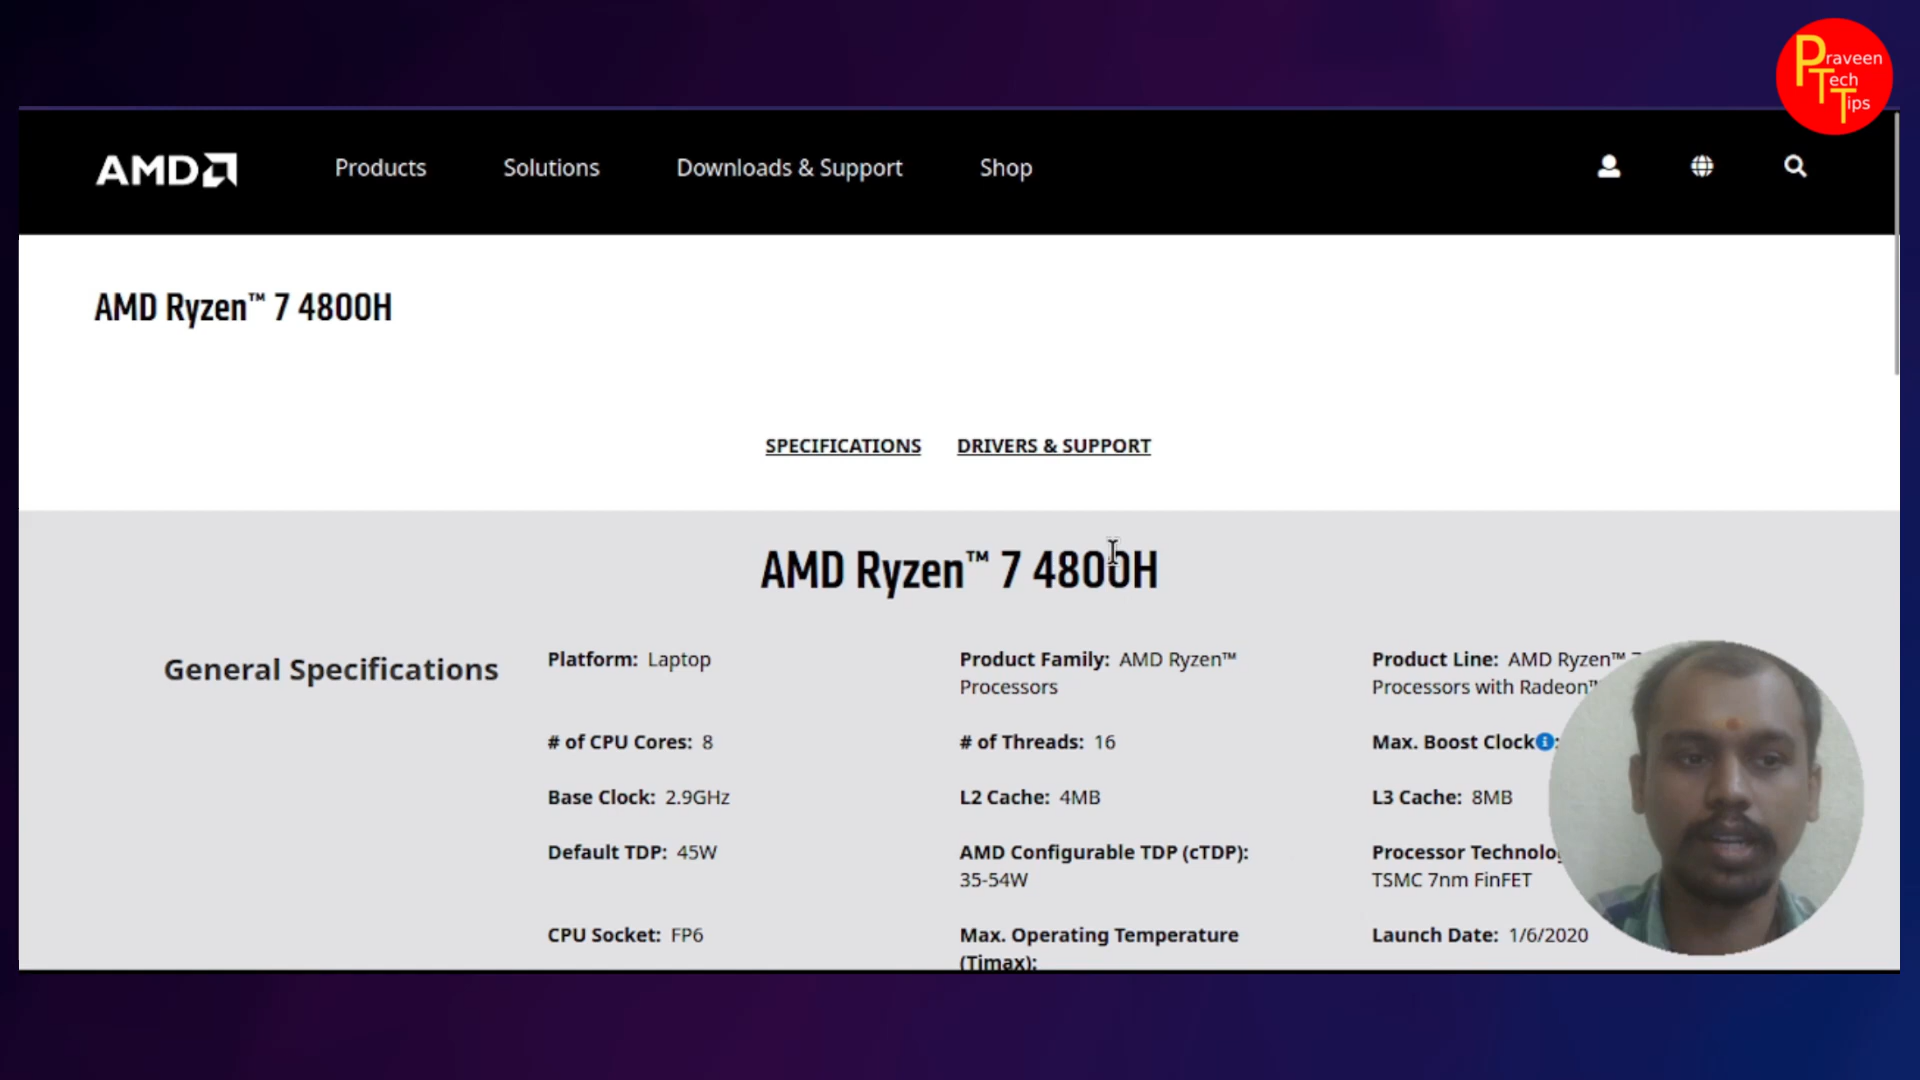 Praveen
Tech
Tips
AMD
Products
Solutions
Downloads & Support
Shop
AMD Ryzen™ 7 4800H
SPECIFICATIONS
DRIVERS & SUPPORT
AMD Ryzen™ 7 4800H
General Specifications
Platform: Laptop
Product Family: AMD Ryzen™
Processors
Product Line: AMD Ryzen™
Processors with Radeon™
# of CPU Cores: 8
# of Threads: 16
Max. Boost Clock
Base Clock: 2.9GHz
L2 Cache: 4MB
L3 Cache: 8MB
Default TDP: 45W
AMD Configurable TDP (cTDP):
35-54W
Processor
TSMC 7nm FinFET
CPU Socket: FP6
Max. Operating Temperature
(Tjmax):
Launch Date: 1/6/2020